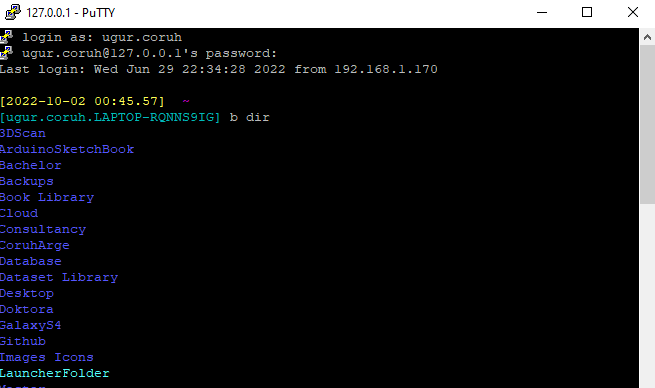 127.0.0.1 - PuTTY
login as: ugur.coruh
ugur.coruh@127.0.0.1's password:
Last login: Wed Jun 29 22:34:28 2022 from 192.168.1.170
[2022-10-02 00:45.57] ~
[ugur.coruh.LAPTOP-RQNNS9IG] b dir
3DScan
ArduinoSketchBook
Bachelor
Backups
Book Library
Cloud
Consultancy
CoruhArge
Database
Dataset Library
Desktop
Doktora
GalaxyS4
Github
Images Icons
LauncherFolder